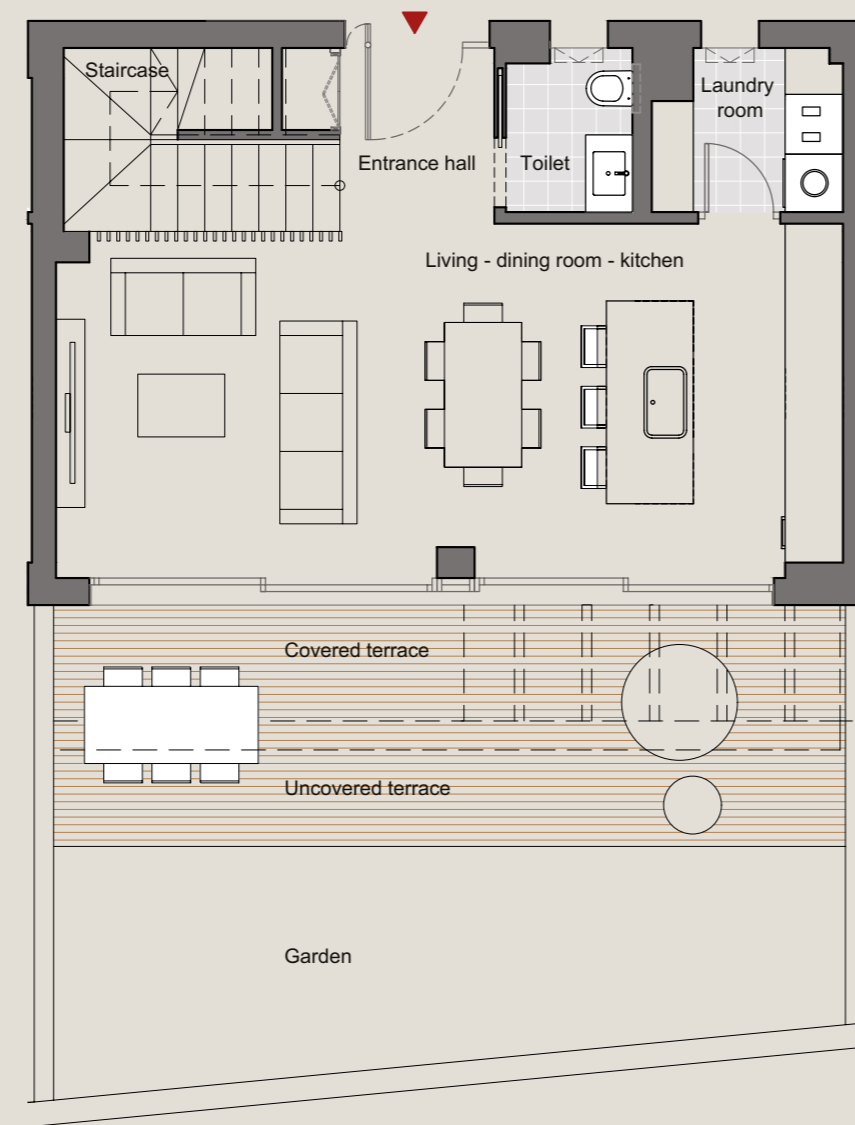 Staircase
Laundry
room
Entrance hall
Toilet
Living - dining room - kitchen
Covered terrace
Uncovered terrace
Garden